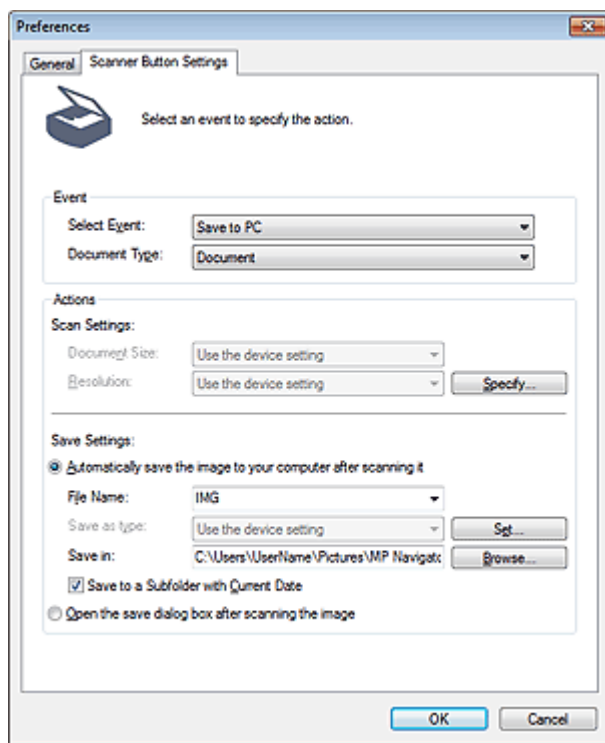 Preferences
General Scanner Button Settings
Select an event to specify the action.
Event
Select Event: Save to PC
Document Type: Document
Actions
Scan Settings:
Document Size: Use the device setting
Resolution: Use the device setting Specify...
Save Settings:
Automatically save the image to your computer after scanning it
File Name: IMG
Save as type: Use the device setting Set...
Save in: C:\Users\UserName\Pictures\MP Navigato Browse...
Save to a Subfolder with Current Date
Open the save dialog box after scanning the image
OK Cancel